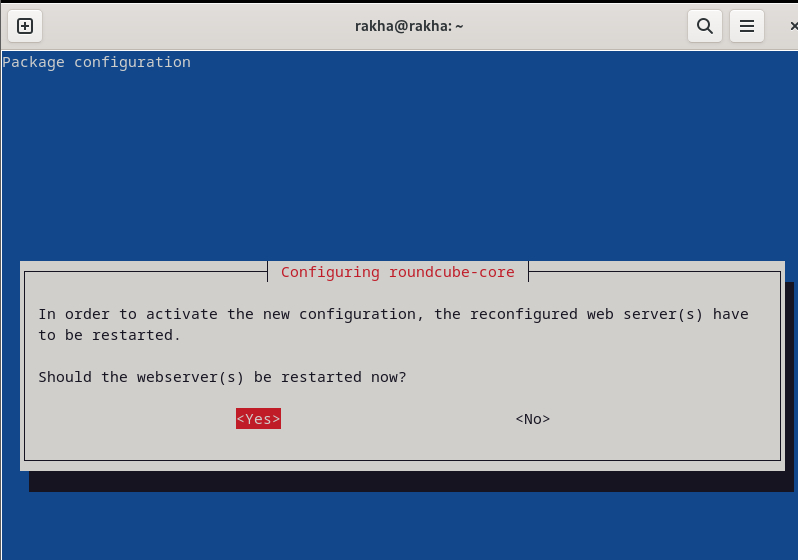 rakha@rakha: ~
Package configuration
Configuring roundcube-core
In order to activate the new configuration, the reconfigured web server(s) have
to be restarted.
Should the webserver(s) be restarted now?
<Yes> <No>